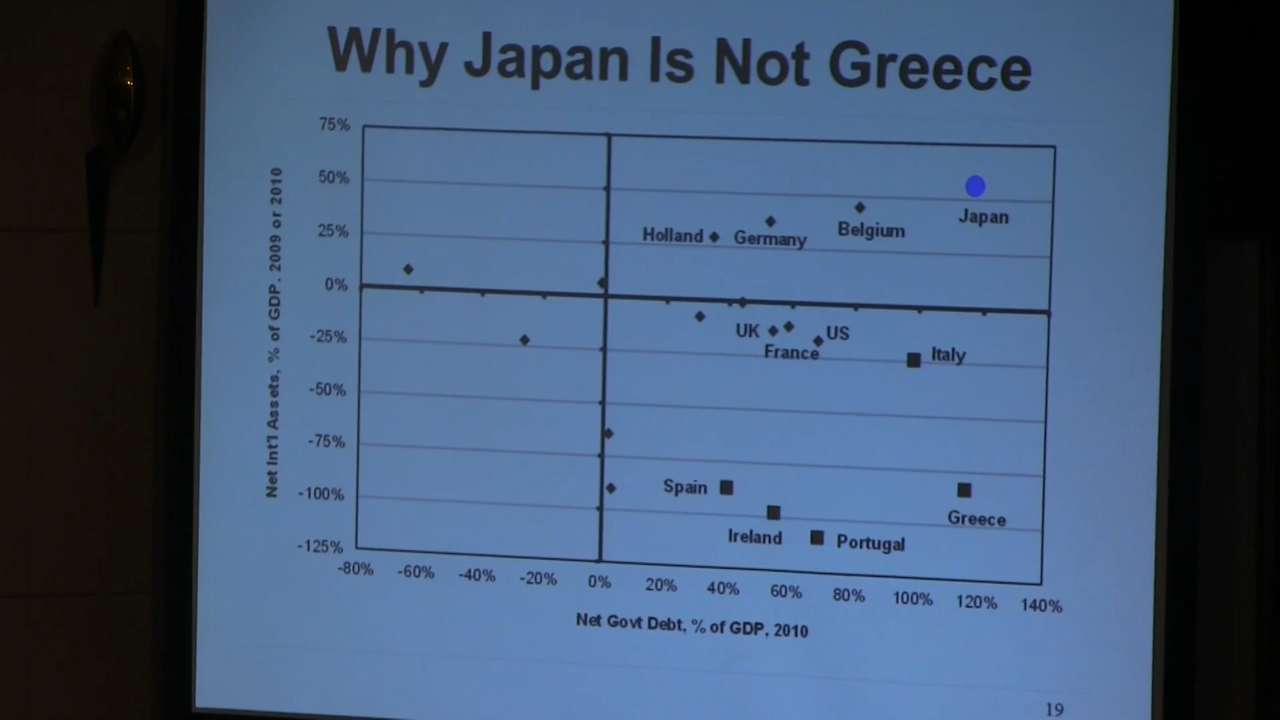 Why Japan Is Not Greece
Net Int'l Assets, % of GDP. 2009 or 2010
75%
50%
25%
0%
-25%
-50%
-75%
-100%
-125%
Japan
Belgium
Holland
Germany
UK
US
France
Italy
Spain
Greece
Ireland
Portugal
-80% -60% -40% -20% 0% 20% 40% 60% 80% 100% 120% 140%
Net Govt Debt, % of GDP, 2010
19